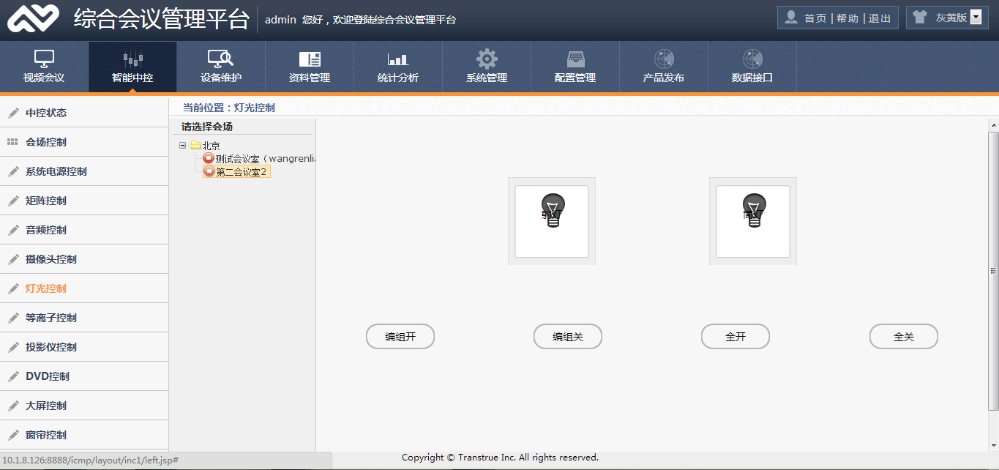 综合会议管理平台
admin 您好，欢迎登陆综合会议管理平台
首页 | 帮助 | 退出
灰黄版
视频会议 智能中控 设备维护 资料管理 统计分析 系统管理 配置管理 产品发布 数据接口
中控状态
会场控制
系统电源控制
矩阵控制
音频控制
摄像头控制
灯光控制
等离子控制
投影仪控制
DVD控制
大屏控制
窗帘控制
当前位置：灯光控制
请选择会场
北京
测试会议室（wangrenlia
第二会议室2
射灯
筒灯
编组开 编组关 全开 全关
10.1.8.126:8888/icmp/layout/inc1/left.jsp#
Copyright © Transtrue Inc. All rights reserved.